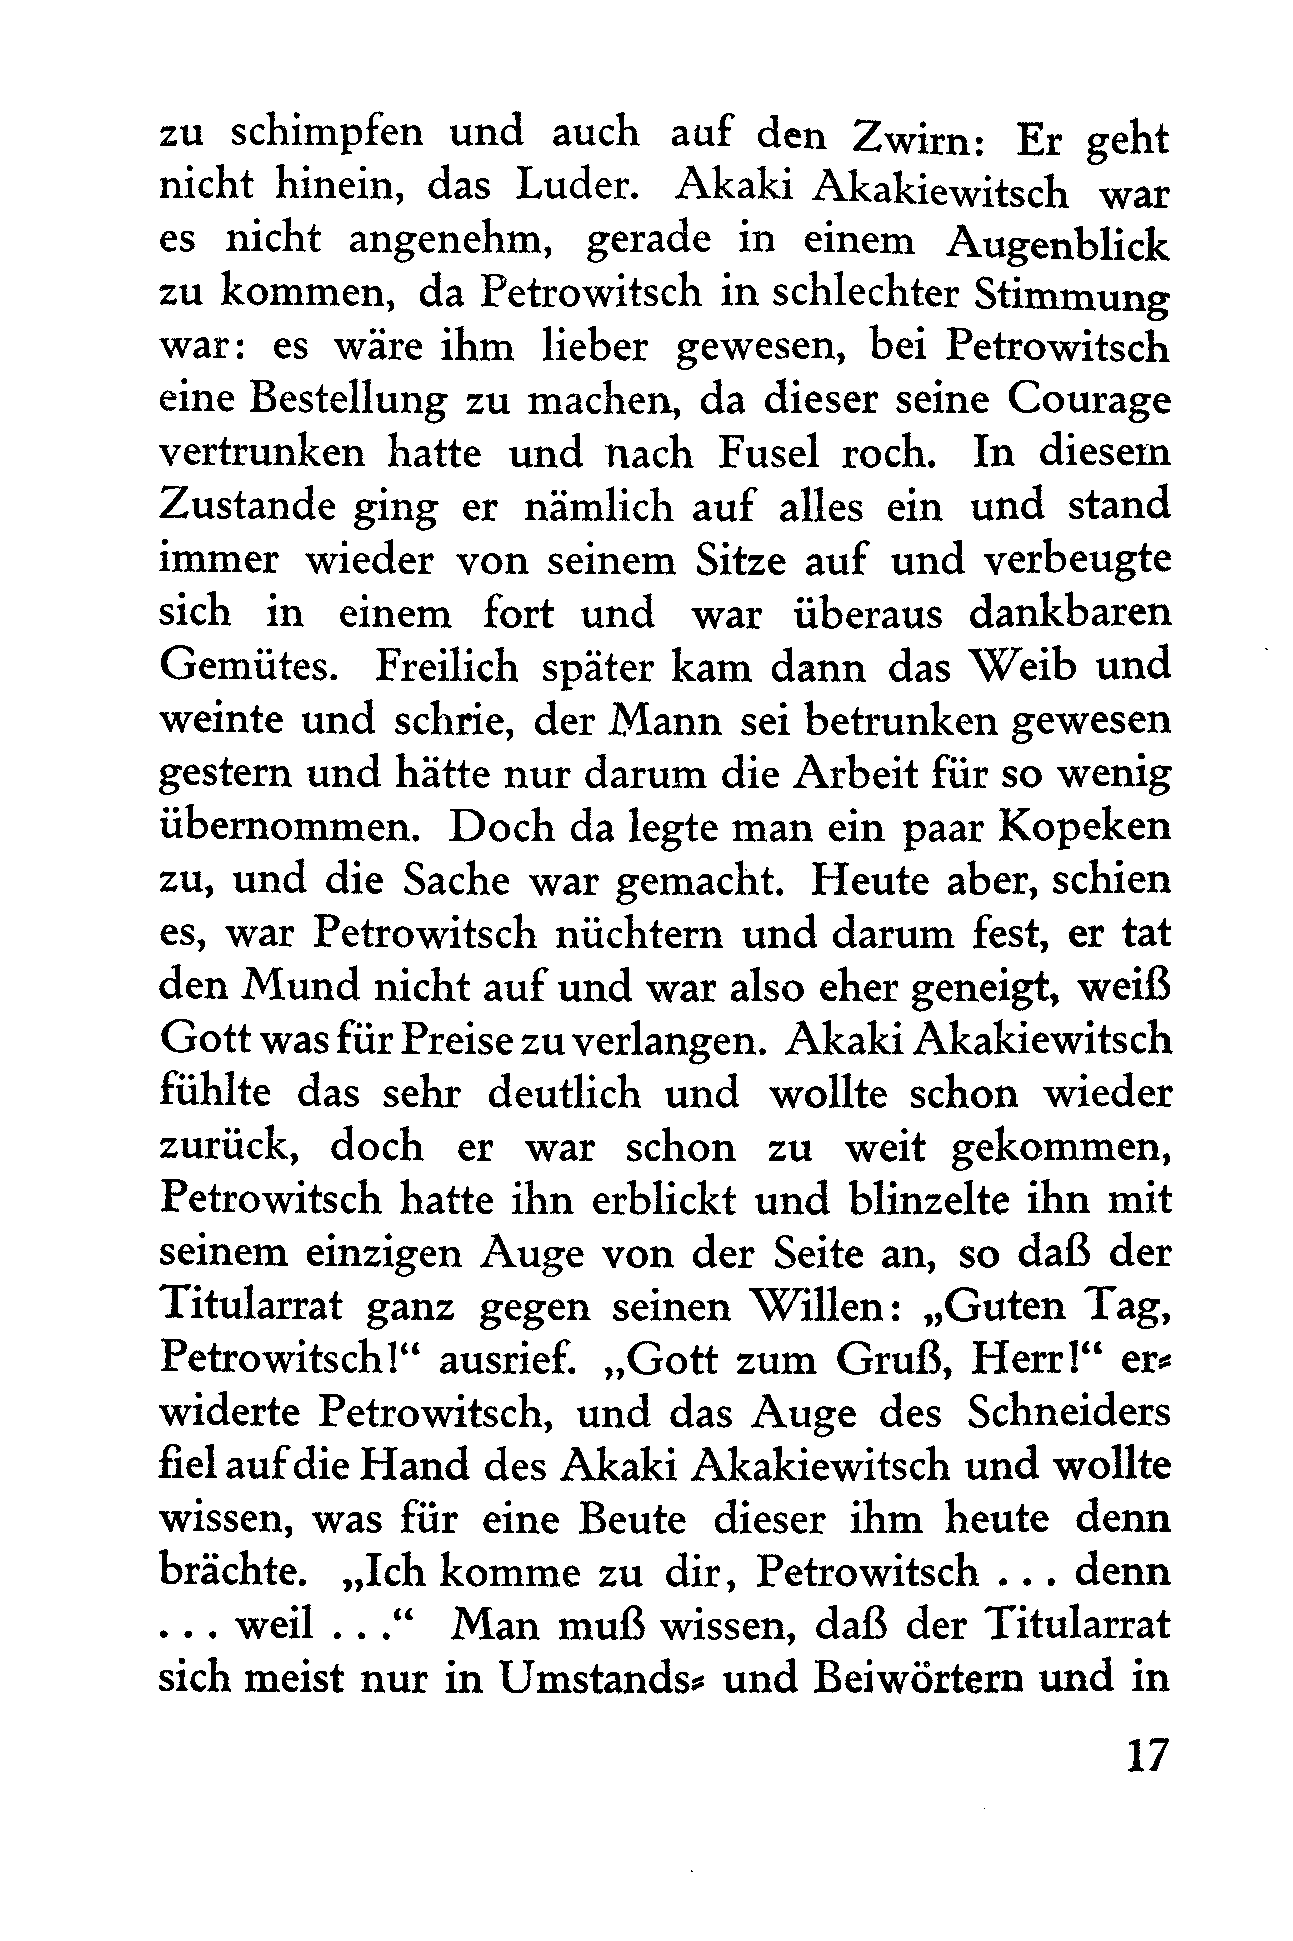 zu schimpfen und auch auf den Zwirn: Er geht
nicht hinein, das Luder. Akaki Akakiewitsch war
es nicht angenehm, gerade in einem Augenblick
zu kommen, da Petrowitsch in schlechter Stimmung
war: es wäre ihm lieber gewesen, bei Petrowitsch
eine Bestellung zu machen, da dieser seine Courage
vertrunken hatte und nach Fusel roch. In diesem
Zustande ging er nämlich auf alles ein und stand
immer wieder von seinem Sitze auf und verbeugte
sich in einem fort und war überaus dankbaren
Gemütes. Freilich später kam dann das Weib und
weinte und schrie, der Mann sei betrunken gewesen
gestern und hätte nur darum die Arbeit für so wenig
übernommen. Doch da legte man ein paar Kopeken
zu, und die Sache war gemacht. Heute aber, schien
es, war Petrowitsch nüchtern und darum fest, er tat
den Mund nicht auf und war also eher geneigt, weiß
Gott was für Preise zu verlangen. Akaki Akakiewitsch
fühlte das sehr deutlich und wollte schon wieder
zurück, doch er war schon zu weit gekommen,
Petrowitsch hatte ihn erblickt und blinzelte ihn mit
seinem einzigen Auge von der Seite an, so daß der
Titularrat ganz gegen seinen Willen: „Guten Tag,
Petrowitsch!“ ausrief. „Gott zum Gruß, Herr!“ er⸗
widerte Petrowitsch, und das Auge des Schneiders
fiel auf die Hand des Akaki Akakiewitsch und wollte
wissen, was für eine Beute dieser ihm heute denn
brächte. „Ich komme zu dir, Petrowitsch . . . denn
. . . weil . . .“ Man muß wissen, daß der Titularrat
sich meist nur in Umstands⸗ und Beiwörtern und in
17